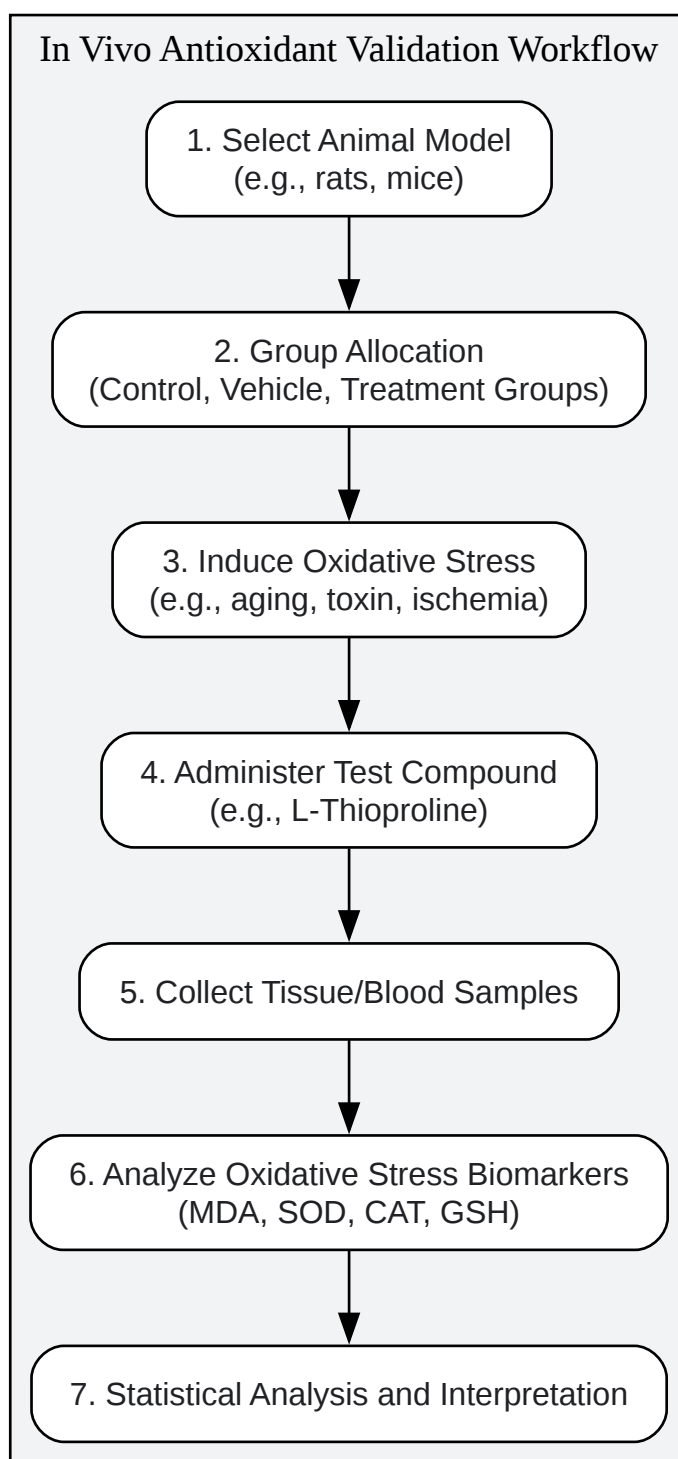 In Vivo Antioxidant Validation Workflow
1. Select Animal Model
(e.g., rats, mice)
2. Group Allocation
(Control, Vehicle, Treatment Groups)
3. Induce Oxidative Stress
(e.g., aging, toxin, ischemia)
4. Administer Test Compound
(e.g., L-Thioproline)
5. Collect Tissue/Blood Samples
6. Analyze Oxidative Stress Biomarkers
(MDA, SOD, CAT, GSH)
7. Statistical Analysis and Interpretation